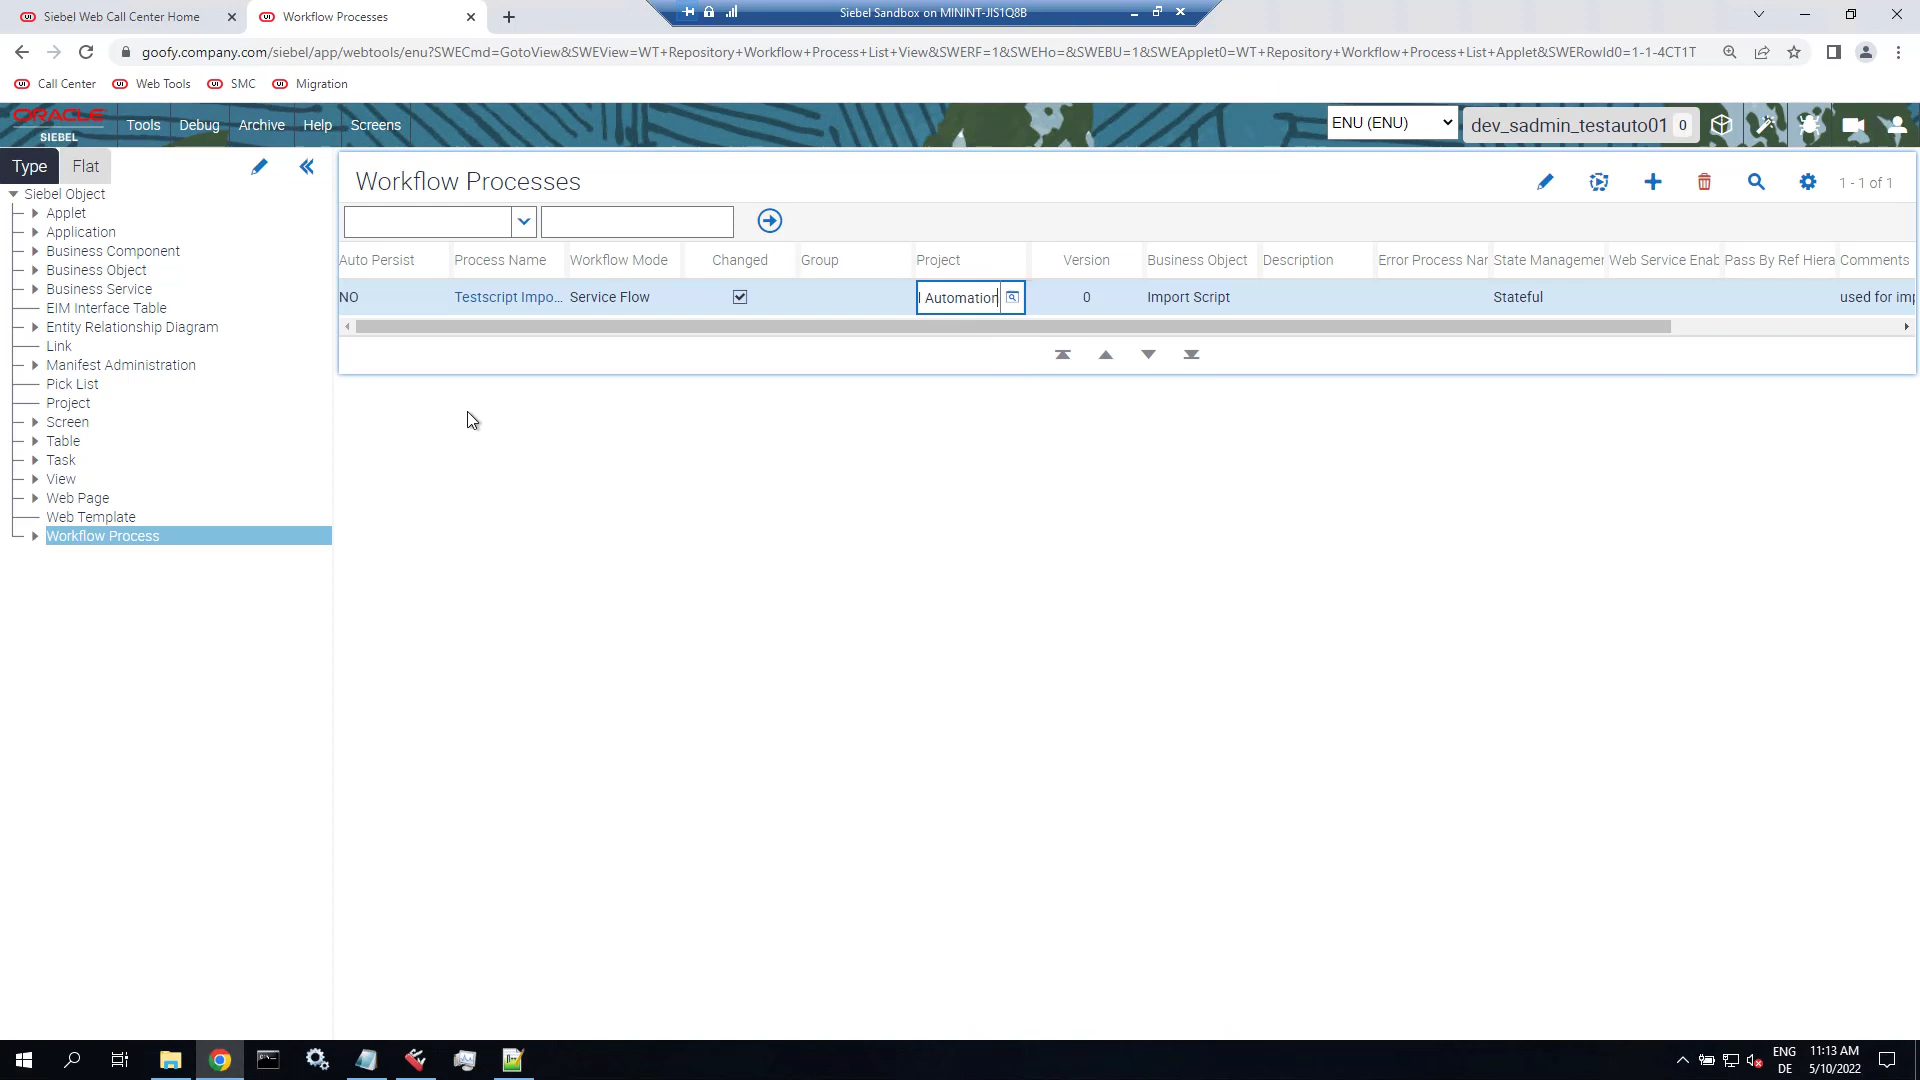 Siebel Web Call Center Home
Workflow Processes
Siebel Sandbox on MININT-JIS1Q8B
goofy.company.com/siebel/app/webtools/enu?SWECmd=GotoView&SWEView=WT+Repository+Workflow+Process+List+View&SWERF=1&SWEHo=&SWEBU=1&SWEApplet0=WT+Repository+Workflow+Process+List+Applet&SWERowId0=1-1-4CT1T
Call Center
Web Tools
SMC
Migration
ORACLE
SIEBEL
Tools
Debug
Archive
Help
Screens
ENU (ENU)
dev_sadmin_testauto01 0
Type
Flat
Siebel Object
Applet
Application
Business Component
Business Object
Business Service
EIM Interface Table
Entity Relationship Diagram
Link
Manifest Administration
Pick List
Project
Screen
Table
Task
View
Web Page
Web Template
Workflow Process
Workflow Processes
1 - 1 of 1
Auto Persist Process Name Workflow Mode Changed Group Project Version Business Object Description Error Process Nar State Managemer Web Service Enab Pass By Ref Hiera Comments
NO Testscript Impo... Service Flow l Automation 0 Import Script Stateful used for imp
ENG
DE
11:13 AM
5/10/2022